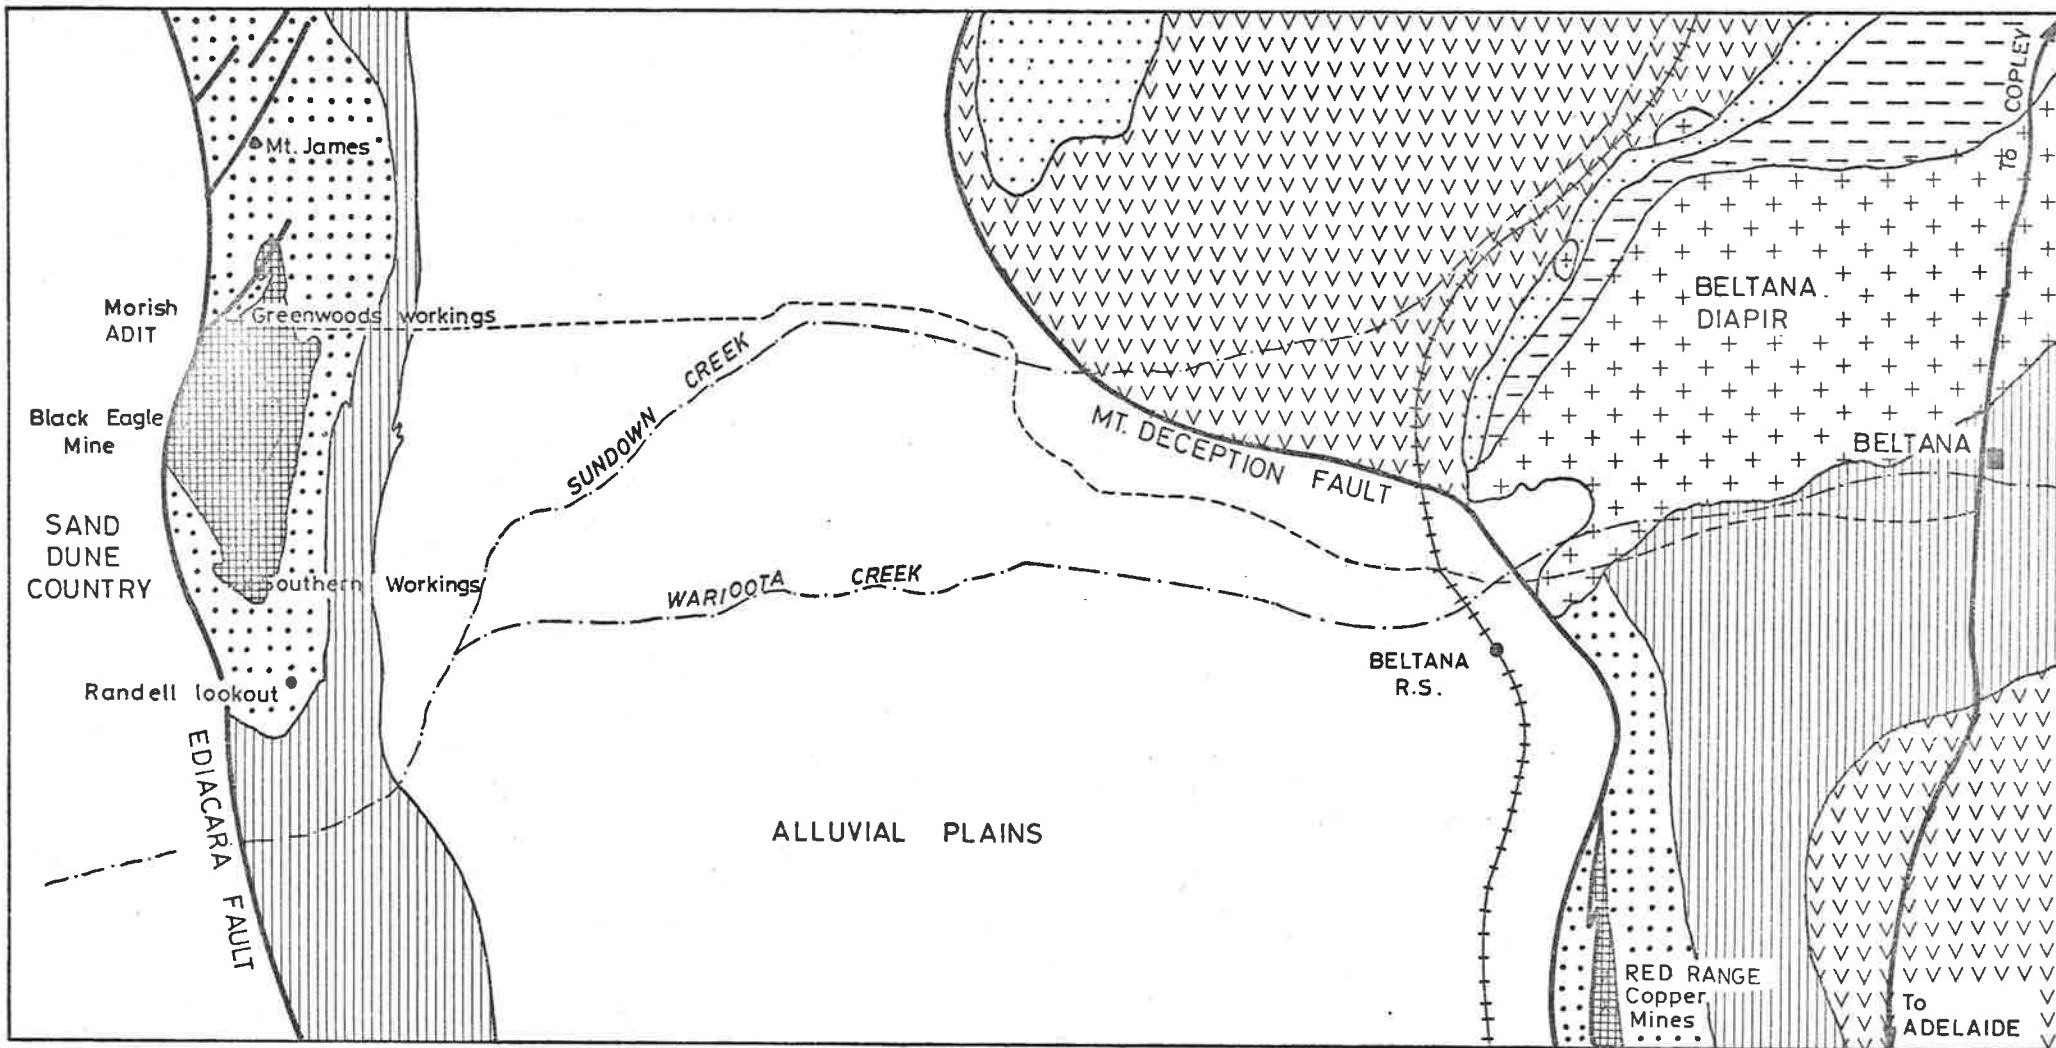 To COPLEY
Mt. James
BELTANA
DIAPIR
Morish
ADIT
Greenwoods workings
SUNDOWN CREEK
Black Eagle
Mine
MT. DECEPTION FAULT
BELTANA
SAND
DUNE
COUNTRY
Southern Workings
WARIOOTA CREEK
BELTANA
R.S.
Randell lookout
EDIACARA FAULT
ALLUVIAL PLAINS
RED RANGE
Copper
Mines
To
ADELAIDE